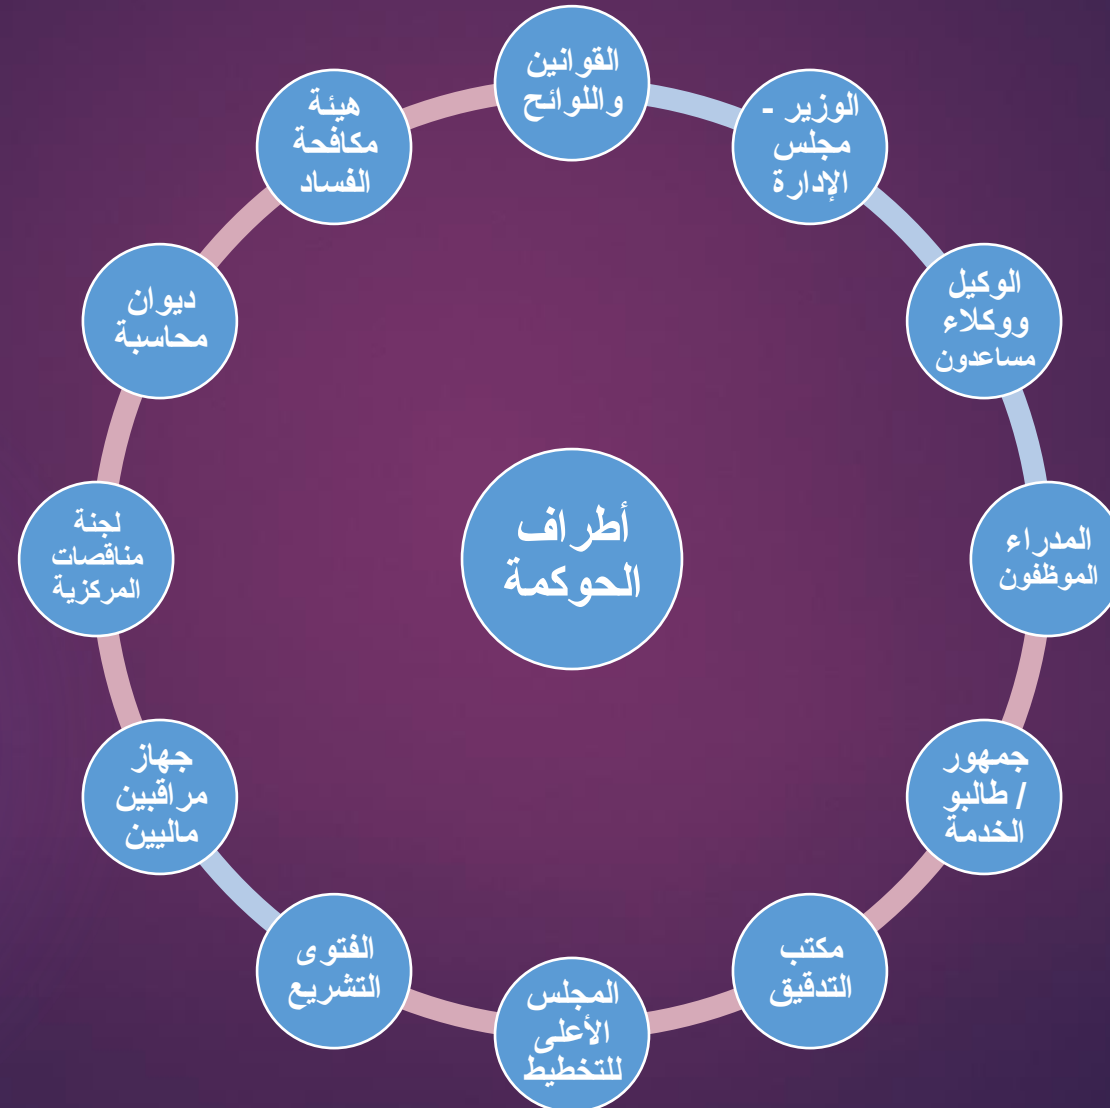 أطراف
الحوكمة
القوانين
واللوائح
الوزير -
مجلس
الإدارة
الوكيل
ووكلاء
مساعدون
المدراء
الموظفون
جمهور
/ طالبو
الخدمة
مكتب
التدقيق
المجلس
الأعلى
للتخطيط
الفتوى
التشريع
جهاز
مراقبين
ماليين
لجنة
مناقصات
المركزية
ديوان
محاسبة
هيئة
مكافحة
الفساد